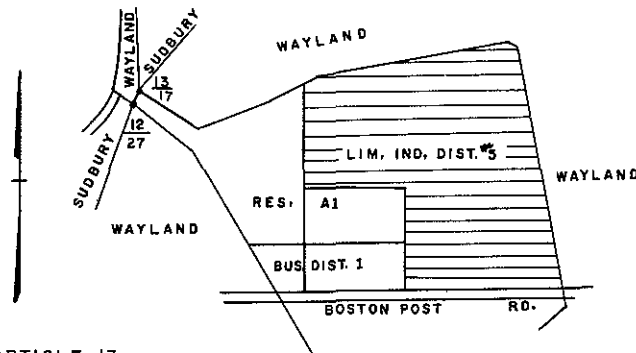 WAYLAND
WAYLAND
SUDBURY
13
17
12
27
LIM, IND, DIST. #5
SUDBURY
RES. A1
WAYLAND
WAYLAND
BUS. DIST. 1
BOSTON POST RD.